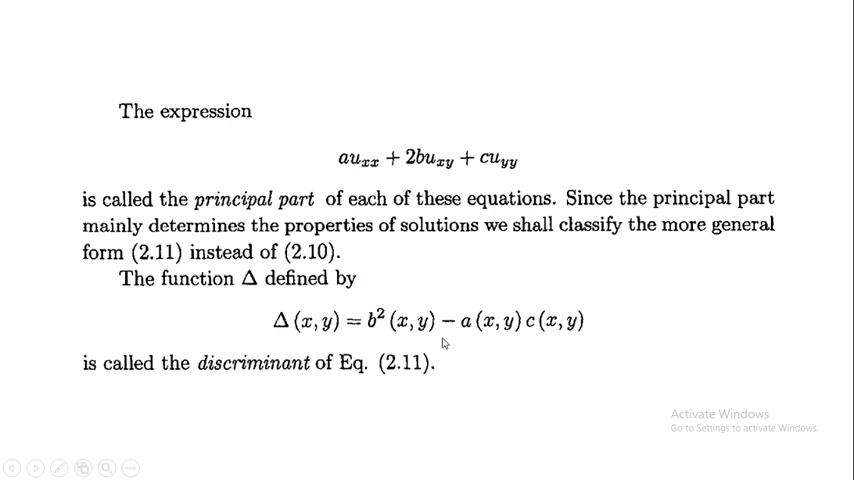 The expression
au_{xx} + 2bu_{xy} + cu_{yy}
is called the principal part of each of these equations. Since the principal part
mainly determines the properties of solutions we shall classify the more general
form (2.11) instead of (2.10).
The function Δ defined by
Δ (x, y) = b² (x, y) − a (x, y) c (x, y)
is called the discriminant of Eq. (2.11).
Activate Windows
Go to Settings to activate Windows.